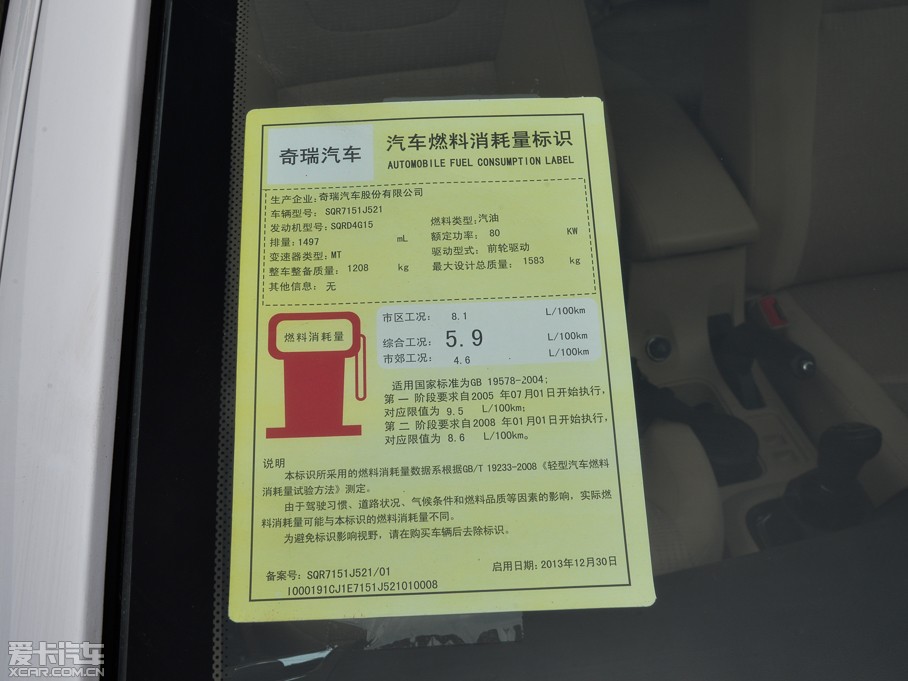 奇瑞汽车
汽车燃料消耗量标识
AUTOMOBILE FUEL CONSUMPTION LABEL
生产企业:奇瑞汽车股份有限公司
车辆型号: SQR7151J521
发动机型号:SQRD4G15 燃料类型:汽油
排量:1497 mL 额定功率: 80 KW
变速器类型:MT 驱动型式: 前轮驱动
整车整备质量: 1208 kg 最大设计总质量: 1583 kg
其他信息: 无
燃料消耗量
市区工况: 8.1 L/100km
综合工况: 5.9 L/100km
市郊工况: 4.6 L/100km
适用国家标准为GB 19578-2004;
第一 阶段要求自2005 年07月01日开始执行,
对应限值为 9.5 L/100km;
第二 阶段要求自2008 年01月01日开始执行,
对应限值为 8.6 L/100km。
说明
本标识所采用的燃料消耗量数据系根据GB/T 19233-2008《轻型汽车燃料
消耗量试验方法》测定。
由于驾驶习惯、道路状况、气候条件和燃料品质等因素的影响,实际燃
料消耗量可能与本标识的燃料消耗量不同。
为避免标识影响视野,请在购买车辆后去除标识。
备案号: SQR7151J521/01 启用日期:2013年12月30日
I000191CJ1E7151J521010008
爱卡汽车
XCAR.COM.CN